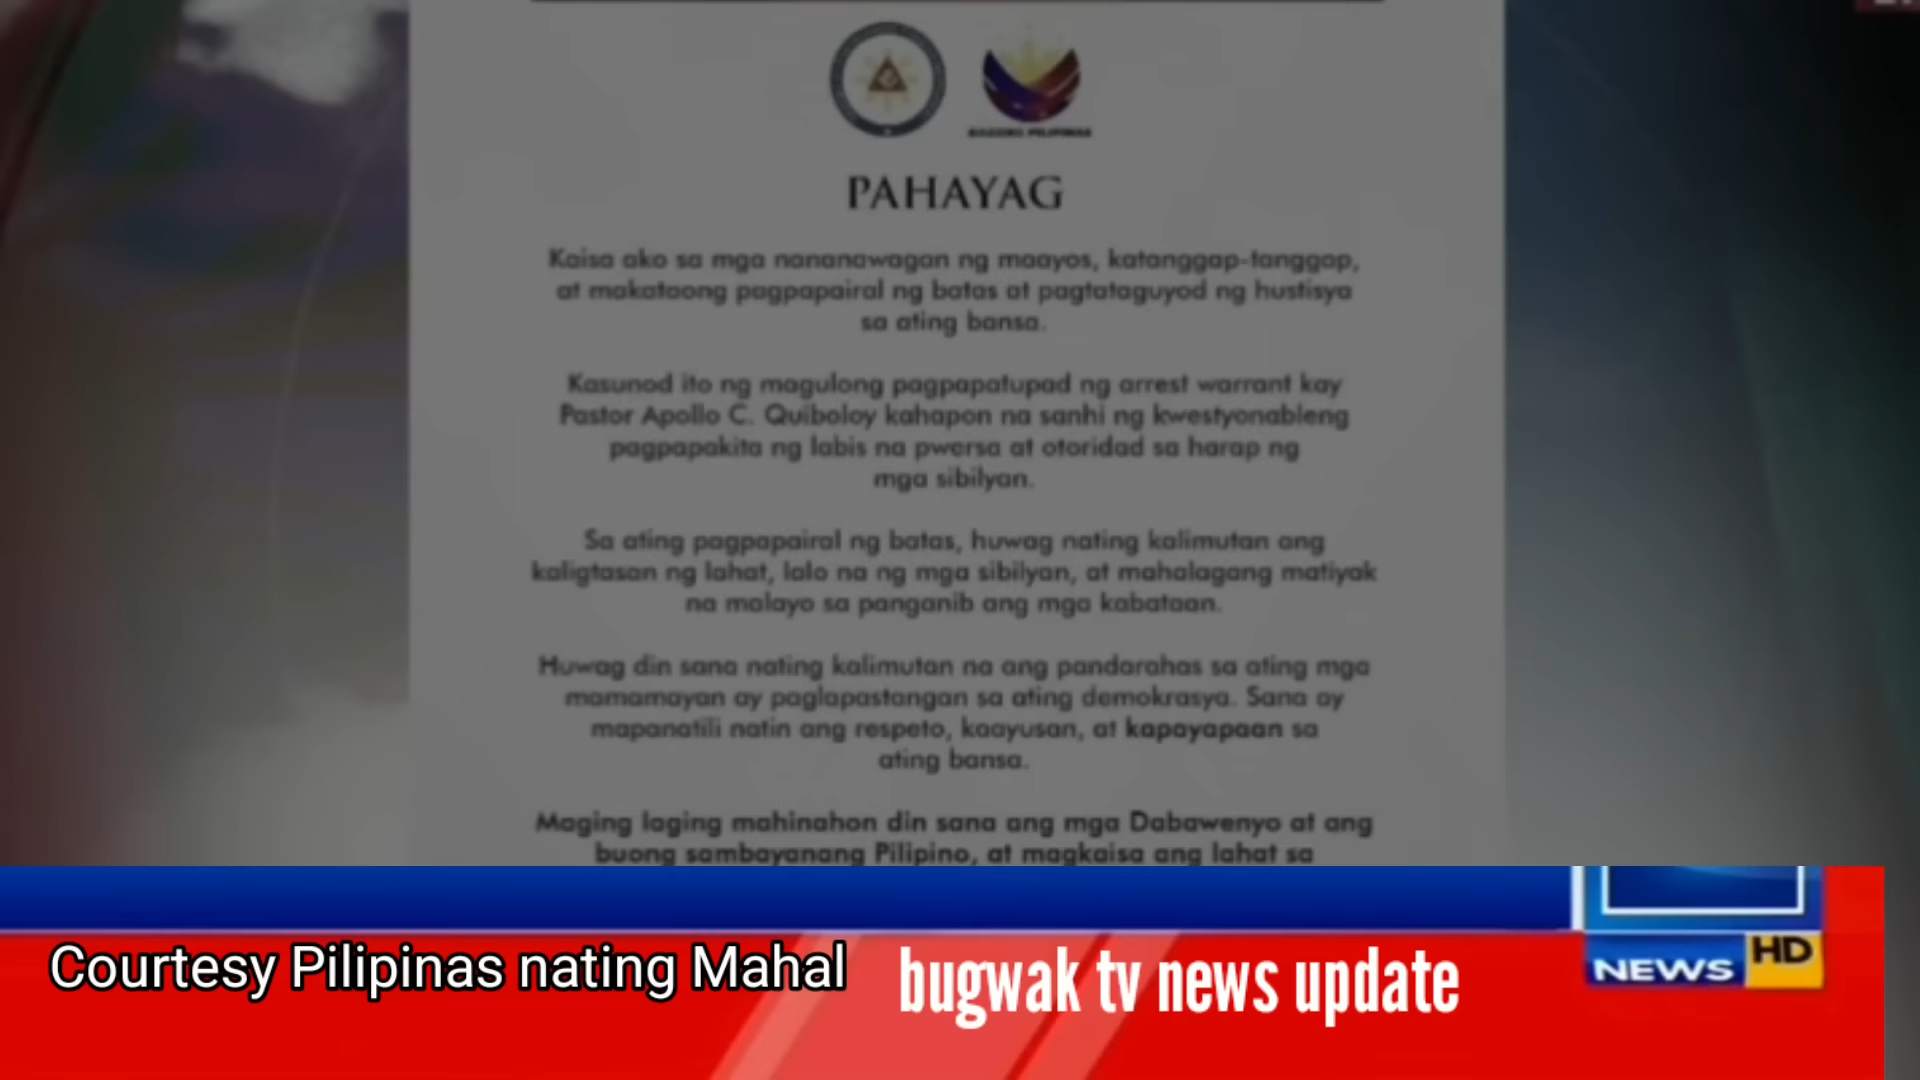 BAGONG PILIPINAS
PAHAYAG
Kaisa ako sa mga nananawagan ng maayos, katanggap-tanggap,
at makataong pagpapairal ng batas at pagtataguyod ng hustisya
sa ating bansa.
Kasunod ito ng magulong pagpapatupad ng arrest warrant kay
Pastor Apollo C. Quiboloy kahapon na sanhi ng kwestyonableng
pagpapakita ng labis na pwersa at otoridad sa harap ng
mga sibilyan.
Sa ating pagpapairal ng batas, huwag nating kalimutan ang
kaligtasan ng lahat, lalo na ng mga sibilyan, at mahalagang matiyak
na malayo sa panganib ang mga kabataan.
Huwag din sana nating kalimutan na ang pandarahas sa ating mga
mamamayan ay paglapastangan sa ating demokrasya. Sana ay
mapanatili natin ang respeto, kaayusan, at kapayapaan sa
ating bansa.
Maging laging mahinahon din sana ang mga Dabawenyo at ang
buong sambayanang Pilipino, at magkaisa ang lahat sa
Courtesy Pilipinas nating Mahal
bugwak tv news update
NEWS HD